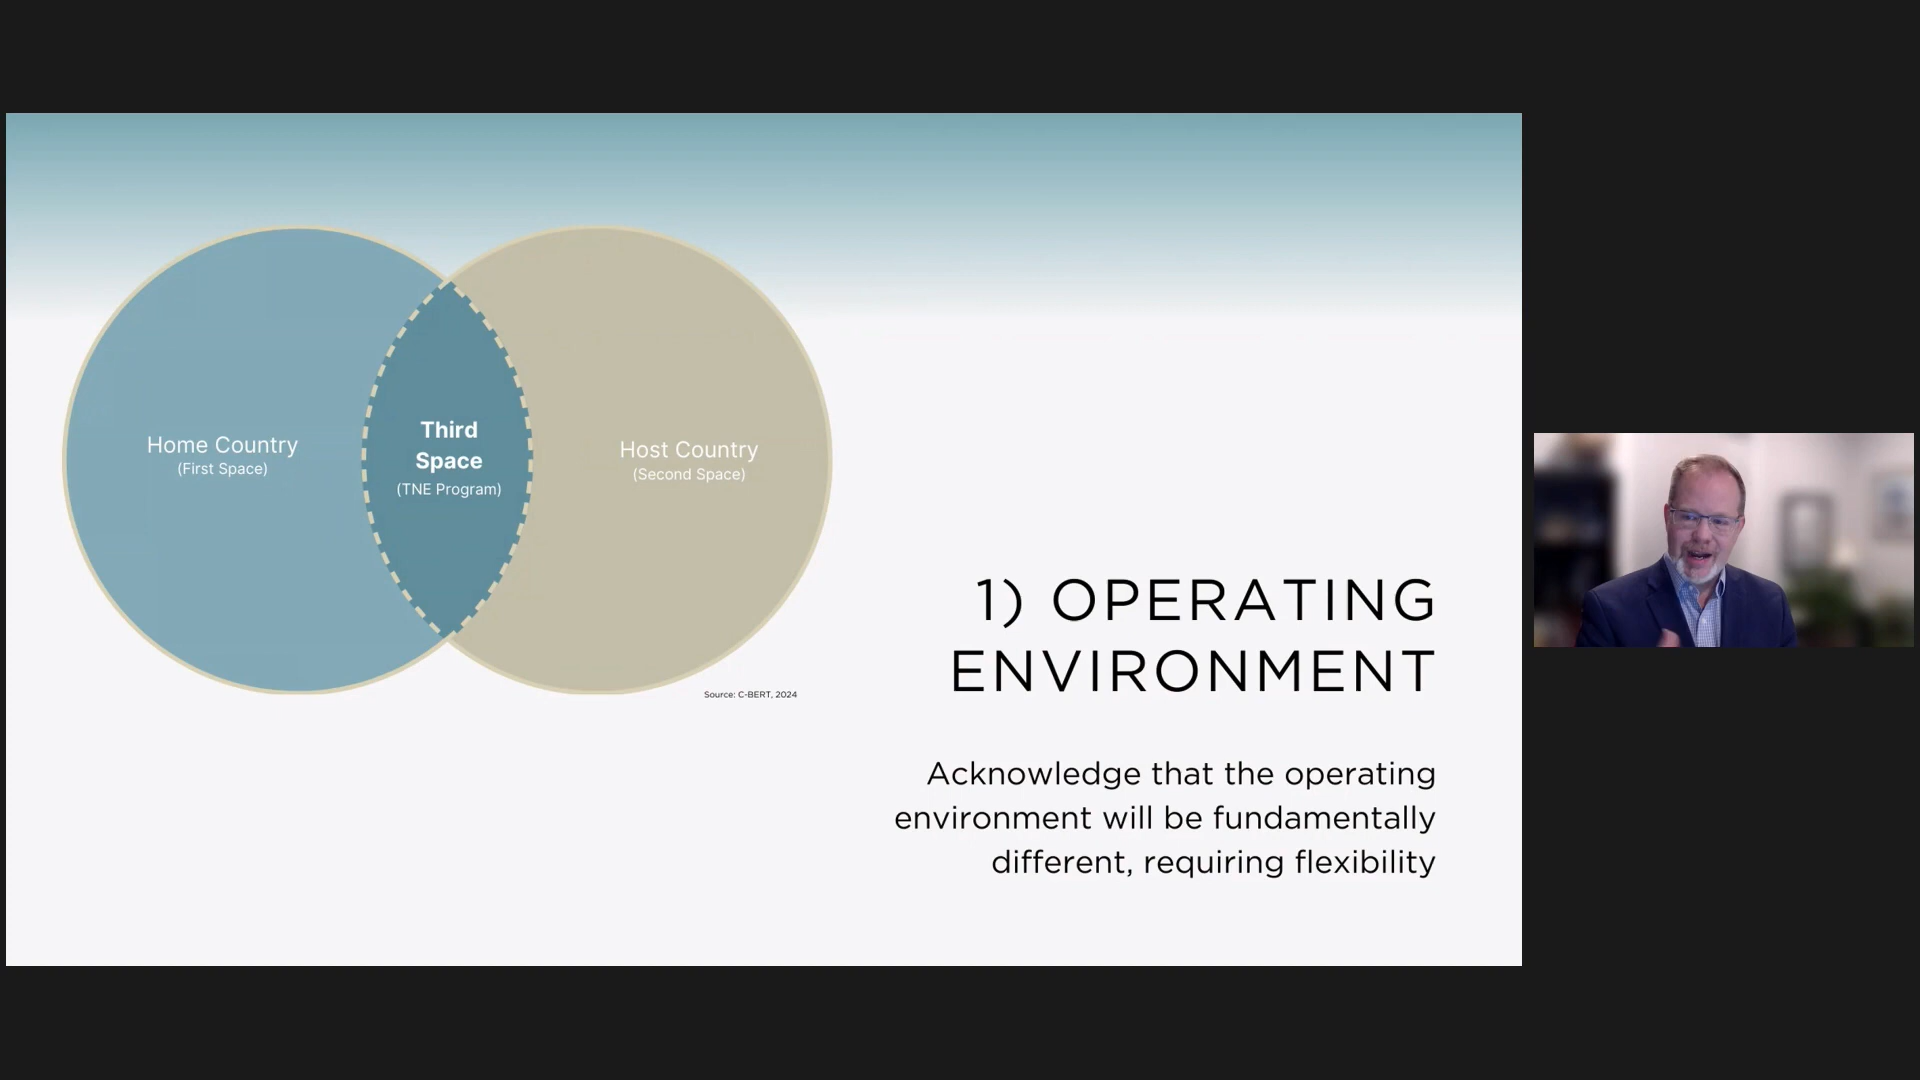 Home Country
(First Space)
Third
Space
(TNE Program)
Host Country
(Second Space)
Source: C-BERT, 2024
1) OPERATING
ENVIRONMENT
Acknowledge that the operating
environment will be fundamentally
different, requiring flexibility